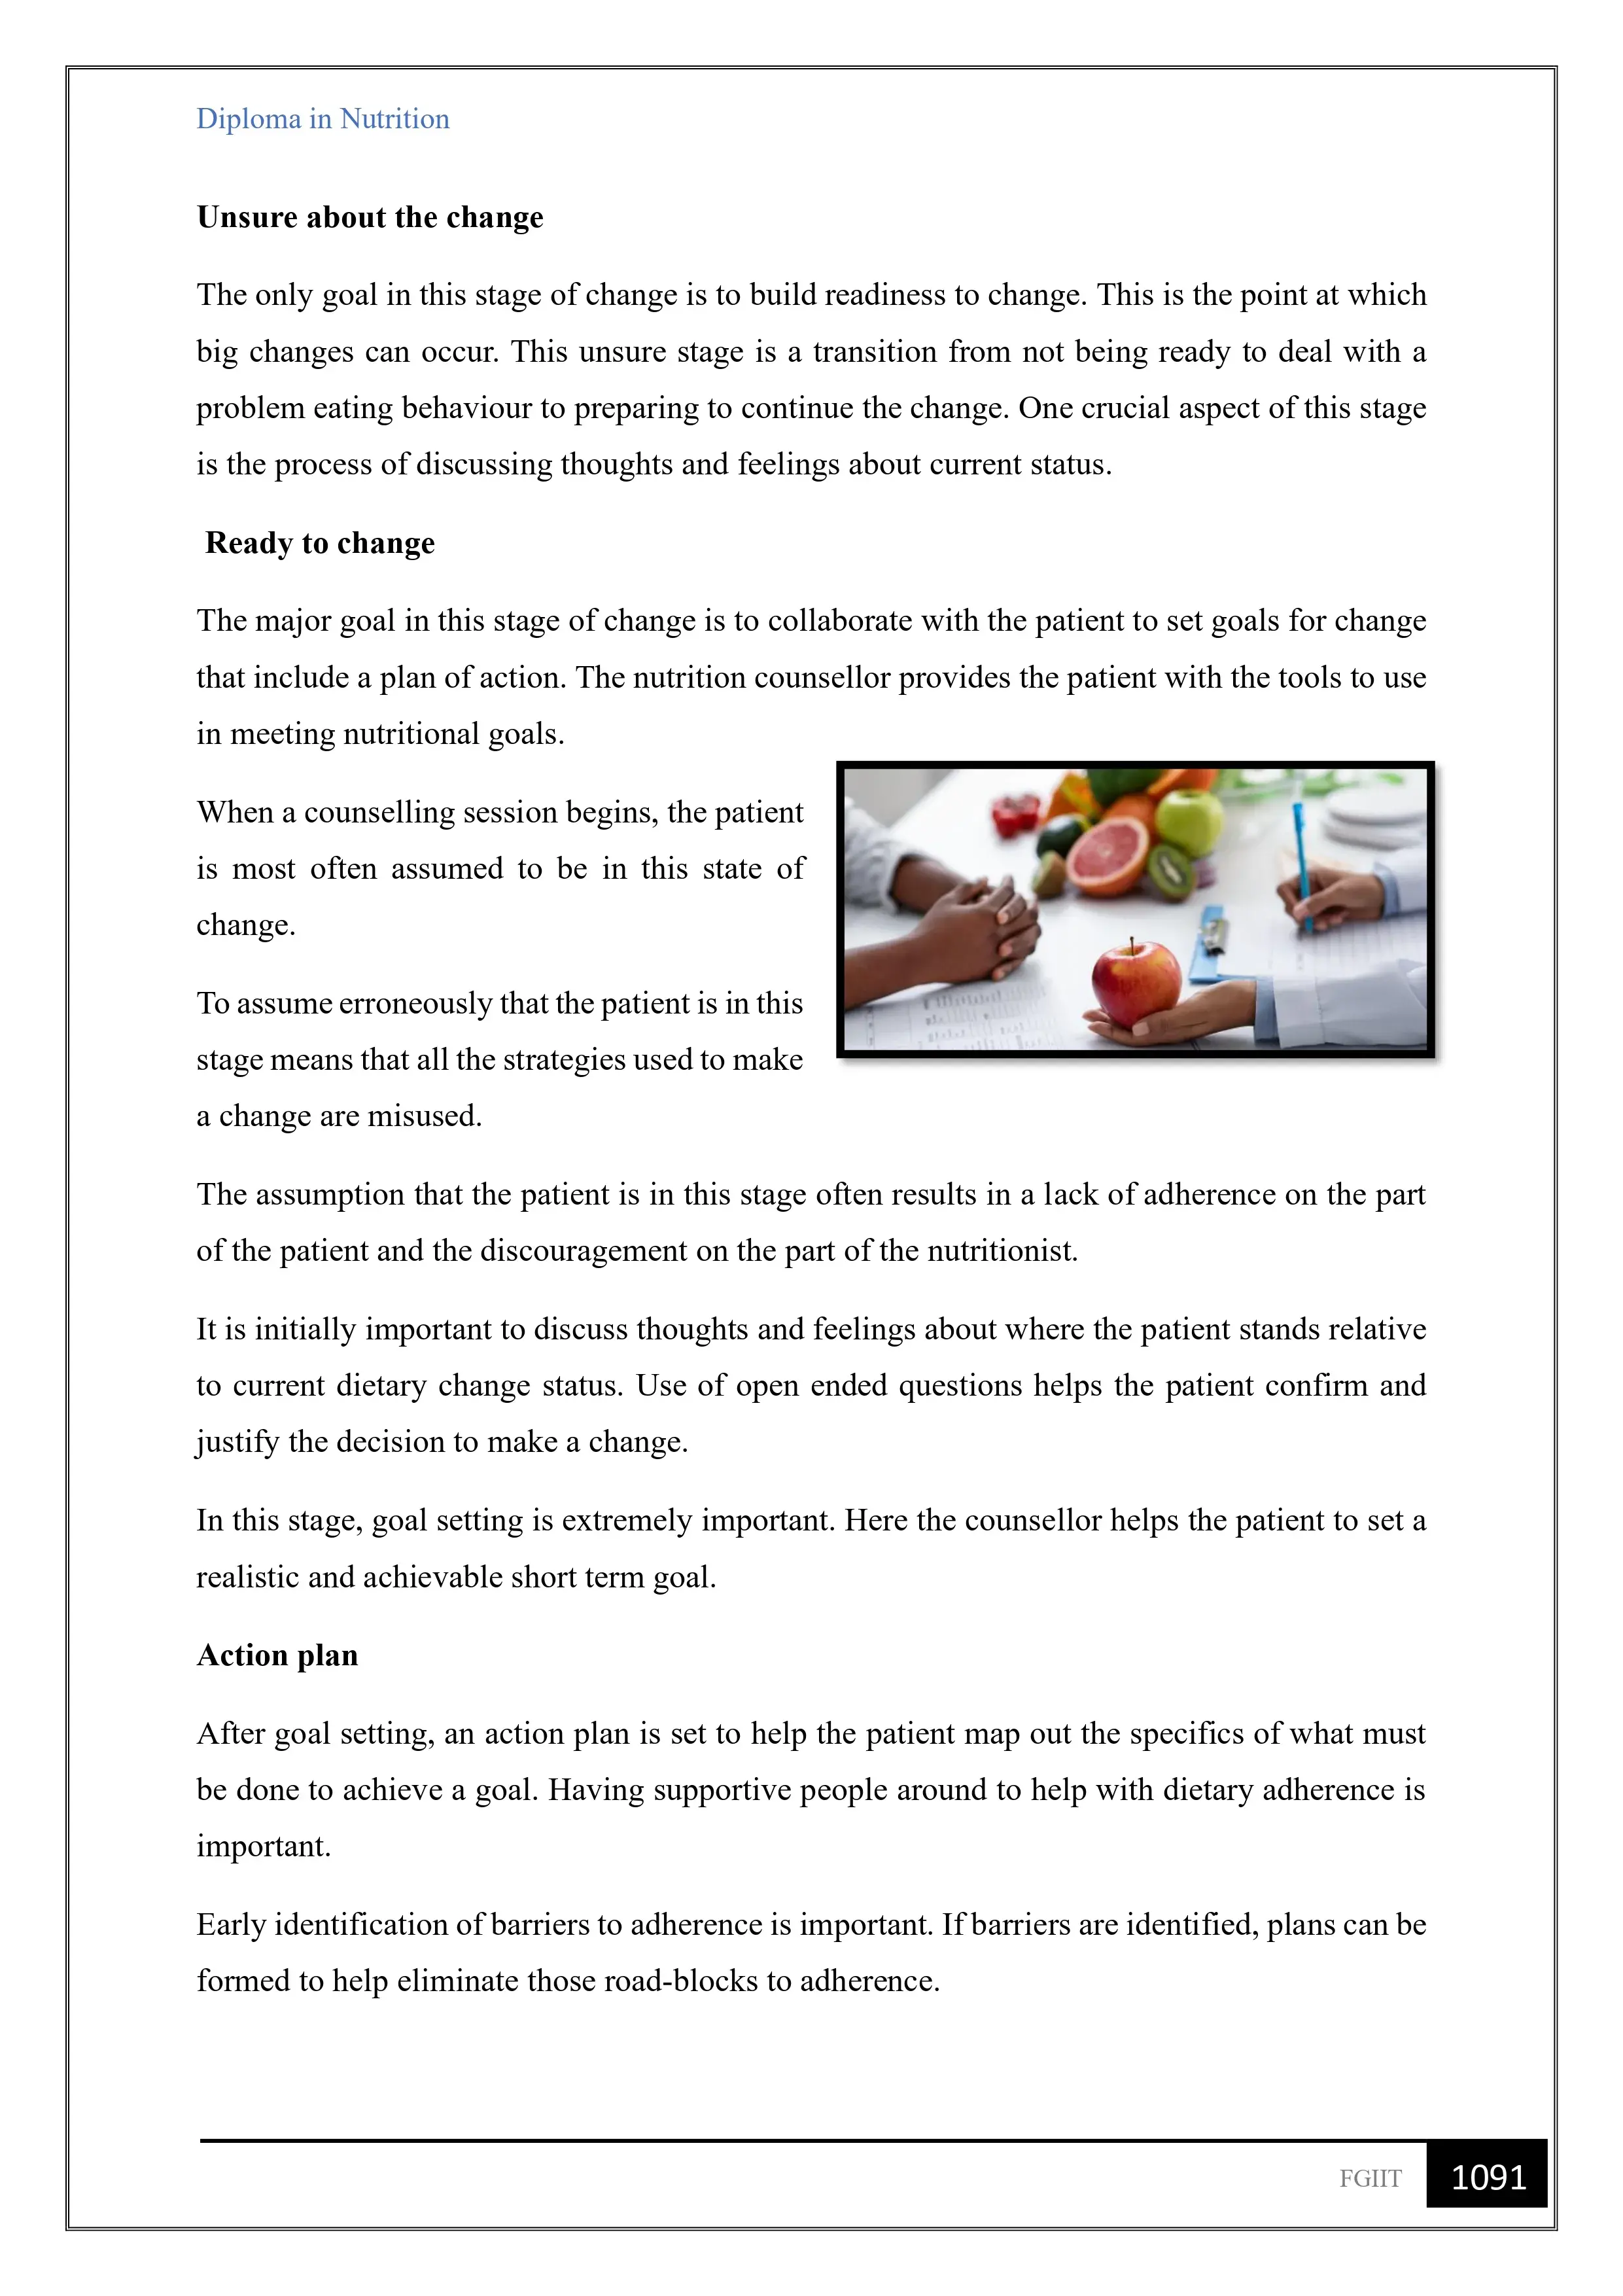 Diploma in Nutrition
Unsure about the change
The only goal in this stage of change is to build readiness to change. This is the point at which
big changes can occur. This unsure stage is a transition from not being ready to deal with a
problem eating behaviour to preparing to continue the change. One crucial aspect of this stage
is the process of discussing thoughts and feelings about current status.
Ready to change
The major goal in this stage of change is to collaborate with the patient to set goals for change
that include a plan of action. The nutrition counsellor provides the patient with the tools to use
in meeting nutritional goals.
When a counselling session begins, the patient
is most often assumed to be in this state of
change.
To assume erroneously that the patient is in this
stage means that all the strategies used to make
a change are misused.
The assumption that the patient is in this stage often results in a lack of adherence on the part
of the patient and the discouragement on the part of the nutritionist.
It is initially important to discuss thoughts and feelings about where the patient stands relative
to current dietary change status. Use of open ended questions helps the patient confirm and
justify the decision to make a change.
In this stage, goal setting is extremely important. Here the counsellor helps the patient to set a
realistic and achievable short term goal.
Action plan
After goal setting, an action plan is set to help the patient map out the specifics of what must
be done to achieve a goal. Having supportive people around to help with dietary adherence is
important.
Early identification of barriers to adherence is important. If barriers are identified, plans can be
formed to help eliminate those road-blocks to adherence.
FGIIT 1091